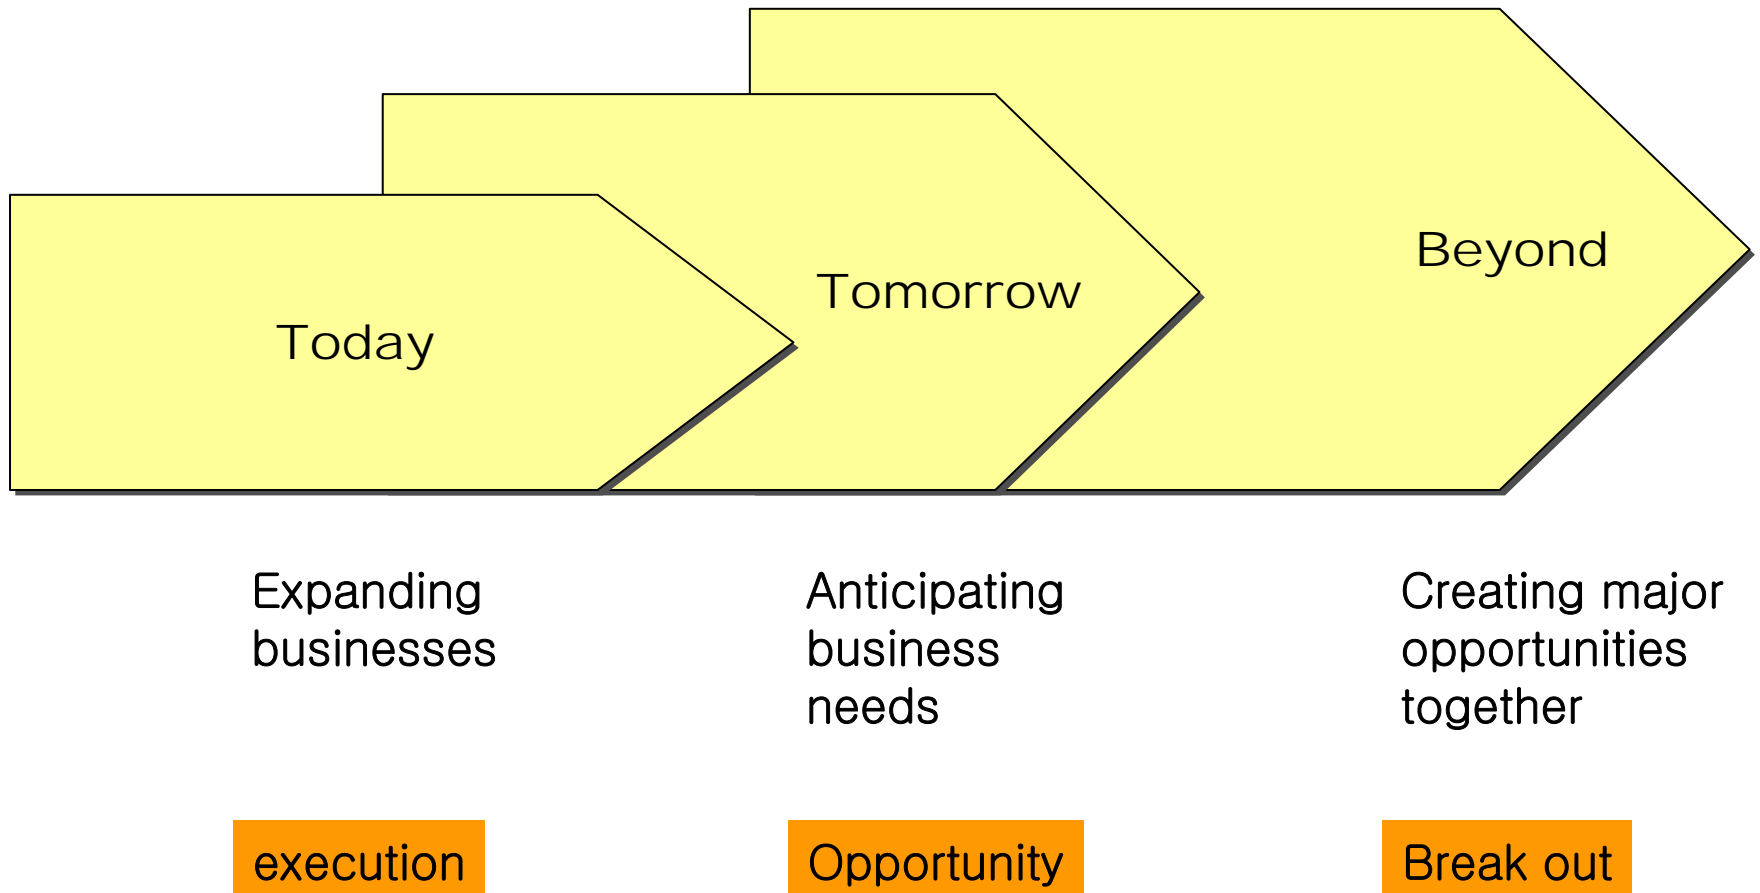 Today
Tomorrow
Beyond
Expanding
businesses
Anticipating
business
needs
Creating major
opportunities
together
execution
Opportunity
Break out